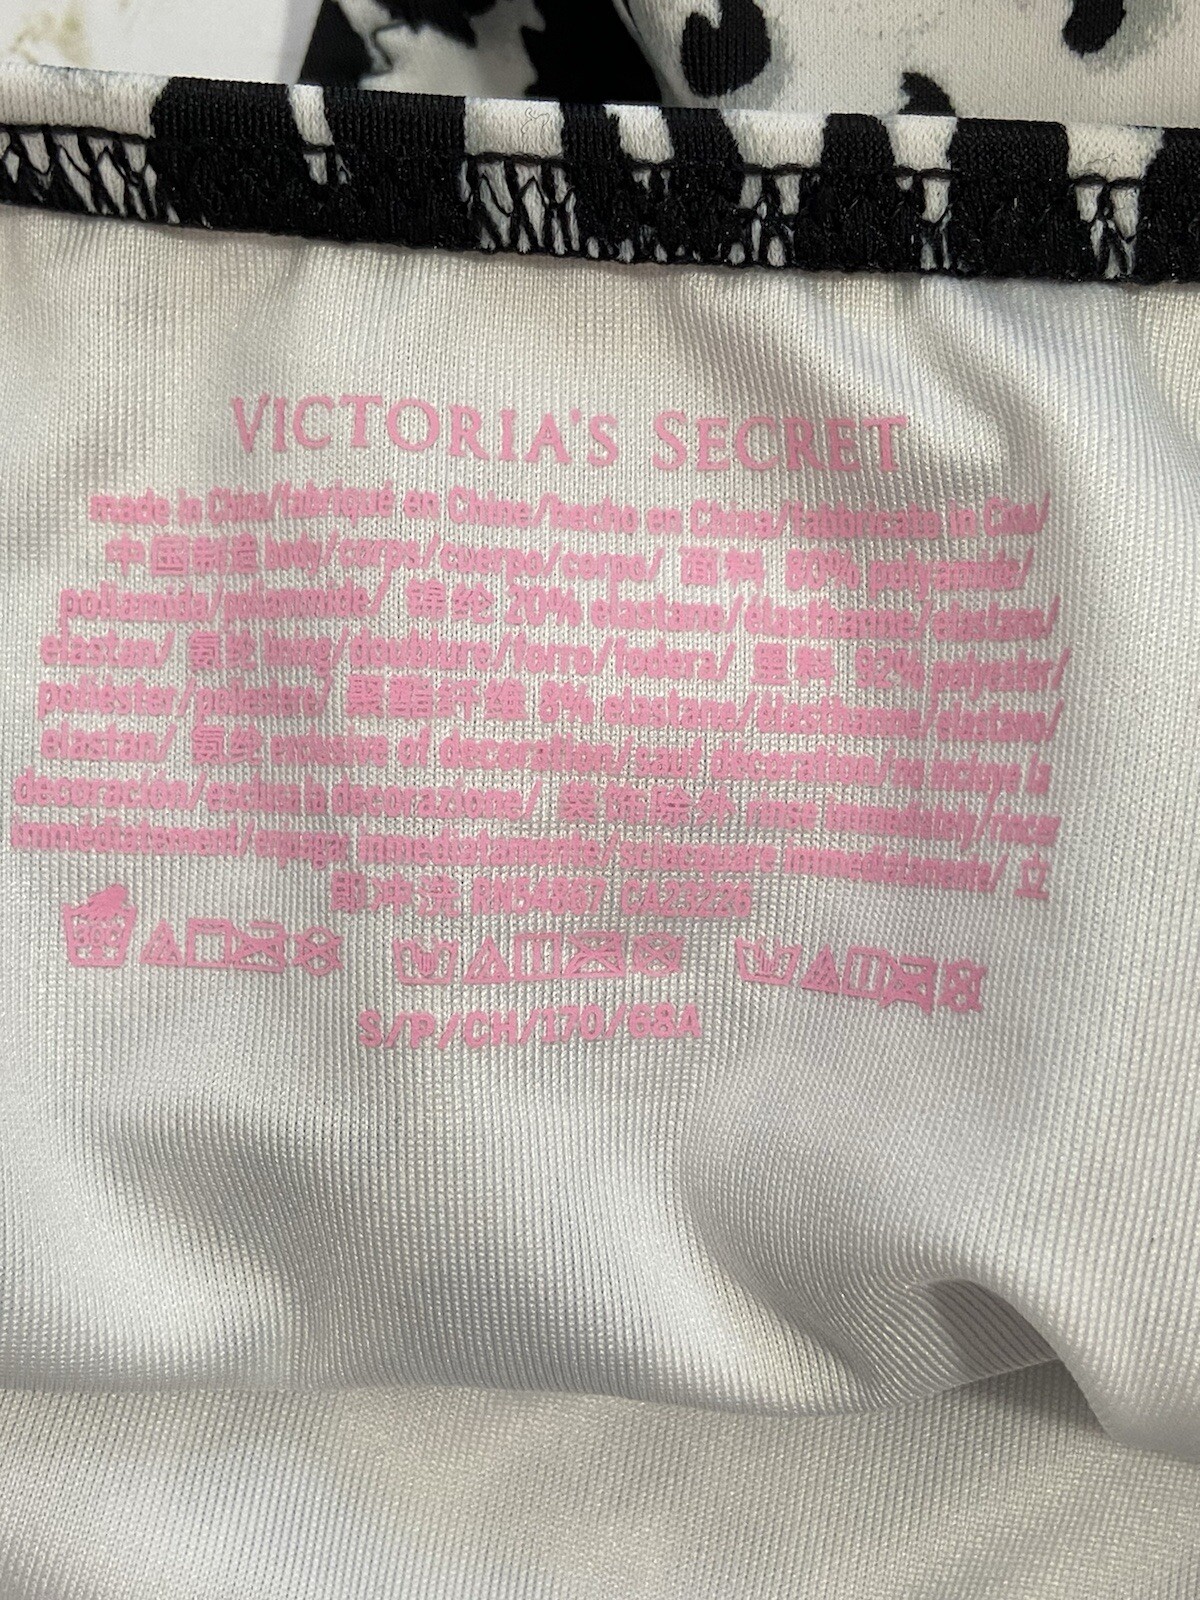 VICTORIA'S SECRET
made in China/fabriqué en Chine/hecho en China/fabbricato in Cina/
中国制造 body/corps/cuerpo/corpo/ 面料 80% polyamide/
poliamida/poliammide/ 锦纶 20% elastane/élasthanne/elastano/
elastan/ 氨纶 lining/doublure/forro/fodera/ 里料 92% polyester/
poliéster/poliestere/ 聚酯纤维 8% elastane/élasthanne/elastano/
elastan/ 氨纶 exclusive of decoration/sauf décoration/no incluye la
decoración/esclusa la decorazione/ 装饰除外 rinse immediately/rincer
immédiatement/enjuagar inmediatamente/sciacquare immediatamente/ 立
即冲洗 RN54867 CA23226
30C
S/P/CH/170/68A